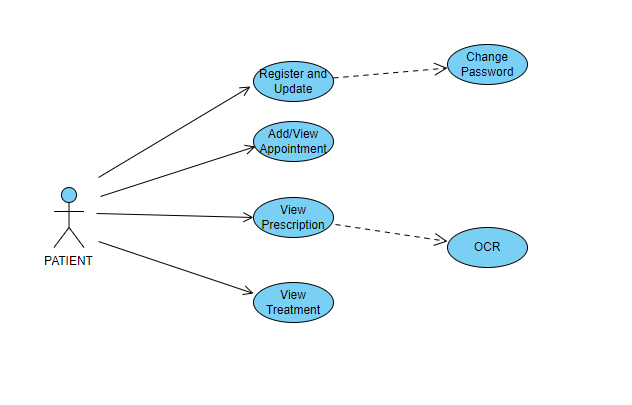 Change
Password
Register and
Update
Add/View
Appointment
View
Prescription
OCR
PATIENT
View
Treatment